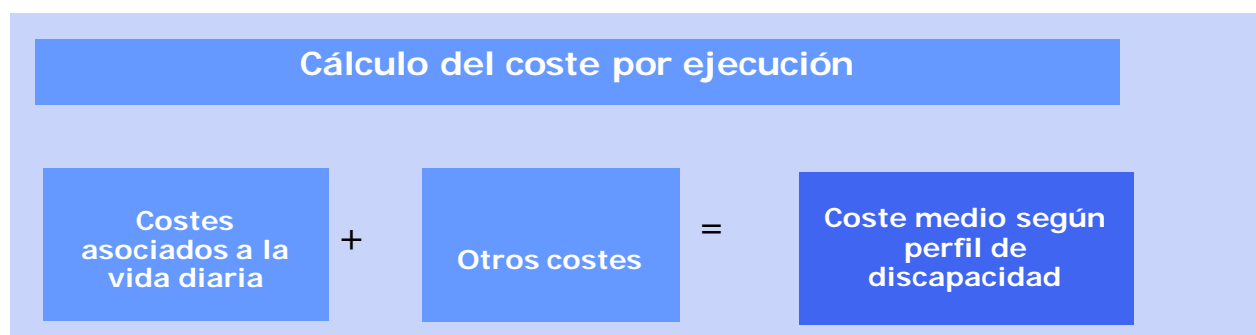 Cálculo del coste por ejecución
Costes
asociados a la
vida diaria
+
Otros costes
=
Coste medio según
perfil de
discapacidad